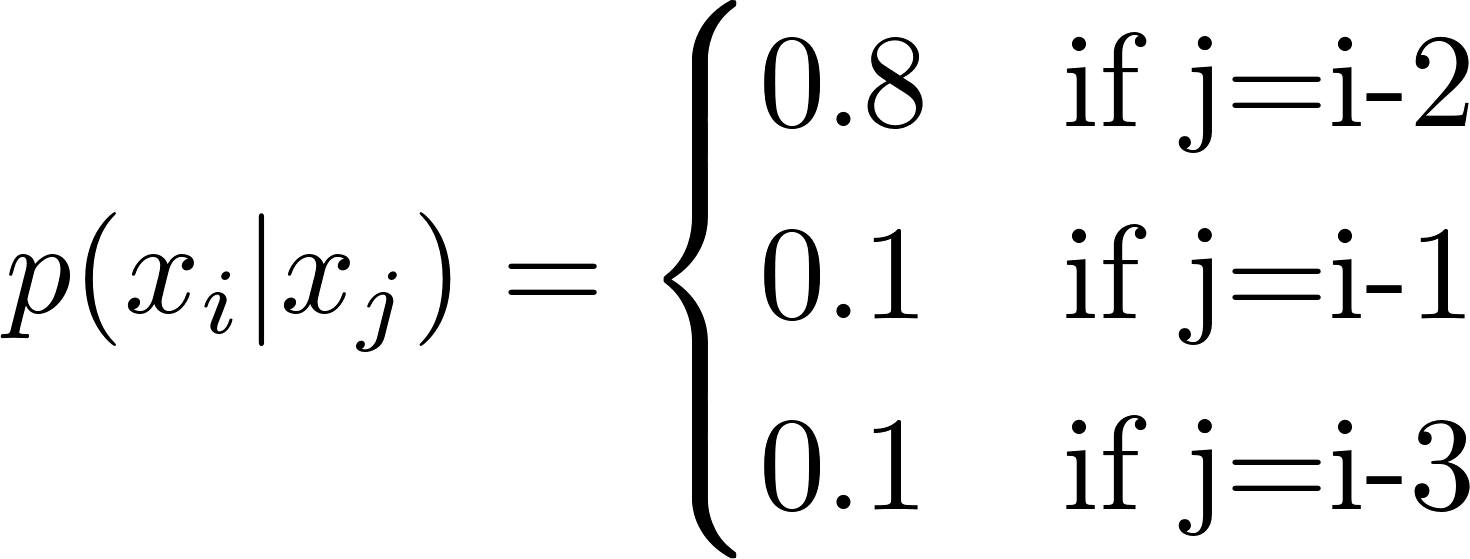 0.8 if j=i-2
p(x_i|x_j) = { 0.1 if j=i-1
0.1 if j=i-3